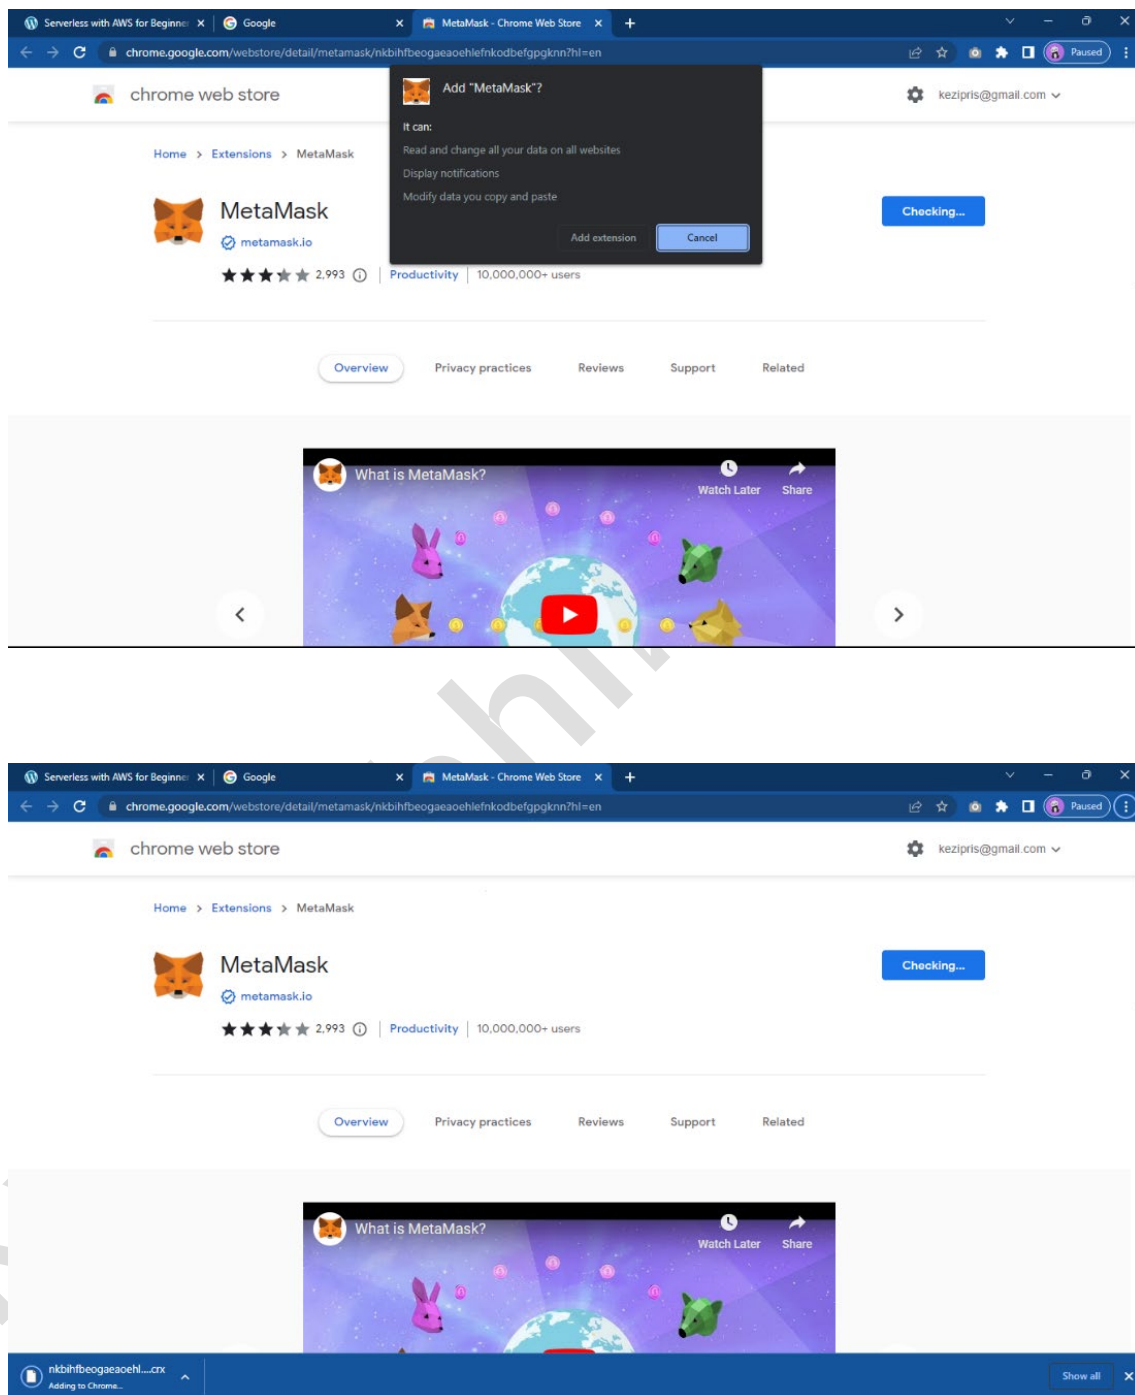 Serverless with AWS for Beginne
Google
MetaMask - Chrome Web Store
chrome.google.com/webstore/detail/metamask/nkbihfbeogaeaoehlefnkodbefgpgknn?hl=en
Paused
chrome web store
kezipris@gmail.com
Add "MetaMask"?
It can:
Read and change all your data on all websites
Display notifications
Modify data you copy and paste
Add extension
Cancel
Home > Extensions > MetaMask
MetaMask
Checking...
metamask.io
2,993
Productivity
10,000,000+ users
Overview
Privacy practices
Reviews
Support
Related
What is MetaMask?
Watch Later
Share
Serverless with AWS for Beginne
Google
MetaMask - Chrome Web Store
chrome.google.com/webstore/detail/metamask/nkbihfbeogaeaoehlefnkodbefgpgknn?hl=en
Paused
chrome web store
kezipris@gmail.com
Home > Extensions > MetaMask
MetaMask
Checking...
metamask.io
2,993
Productivity
10,000,000+ users
Overview
Privacy practices
Reviews
Support
Related
What is MetaMask?
Watch Later
Share
nkbihfbeogaeaoehl....crx
Adding to Chrome...
Show all